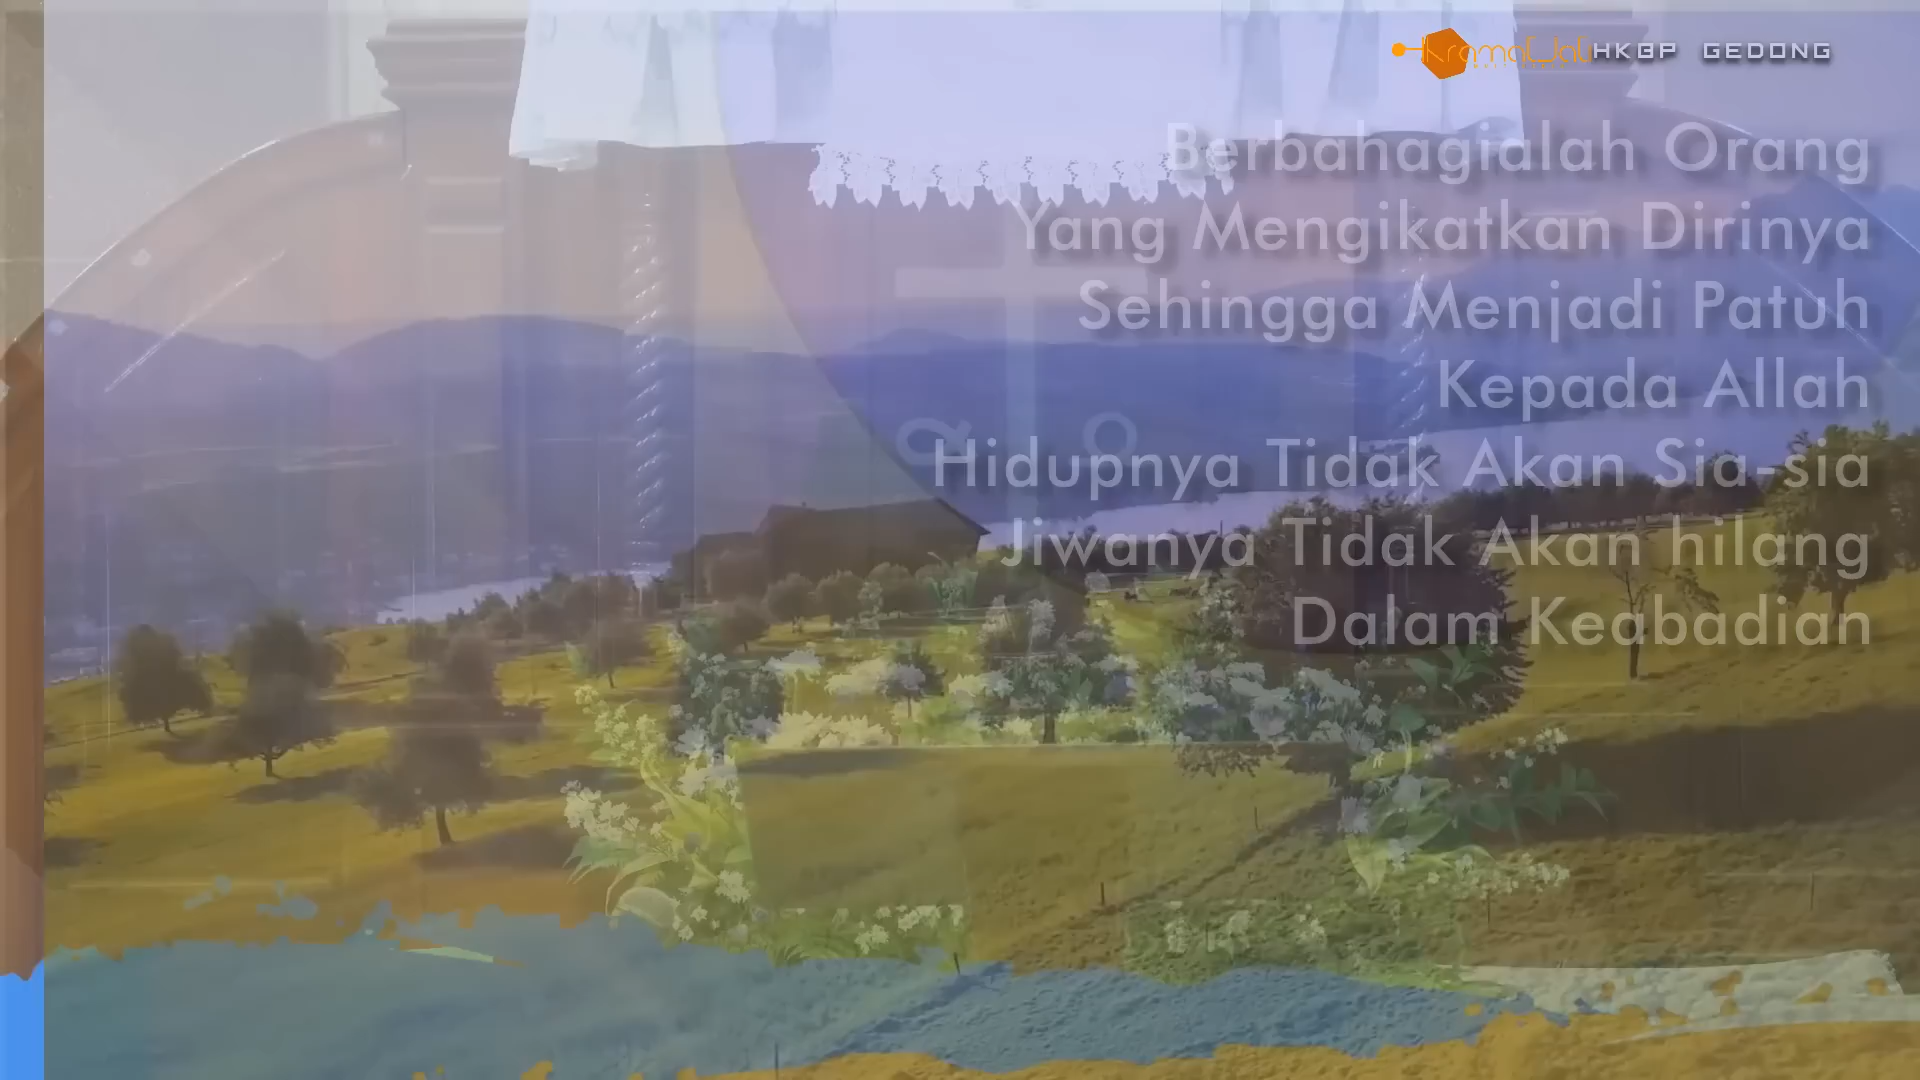 KramatJati HKBP GEDONG
Berbahagialah Orang
Yang Mengikatkan Dirinya
Sehingga Menjadi Patuh
Kepada Allah
Hidupnya Tidak Akan Sia-sia
Jiwanya Tidak Akan hilang
Dalam Keabadian
α ο